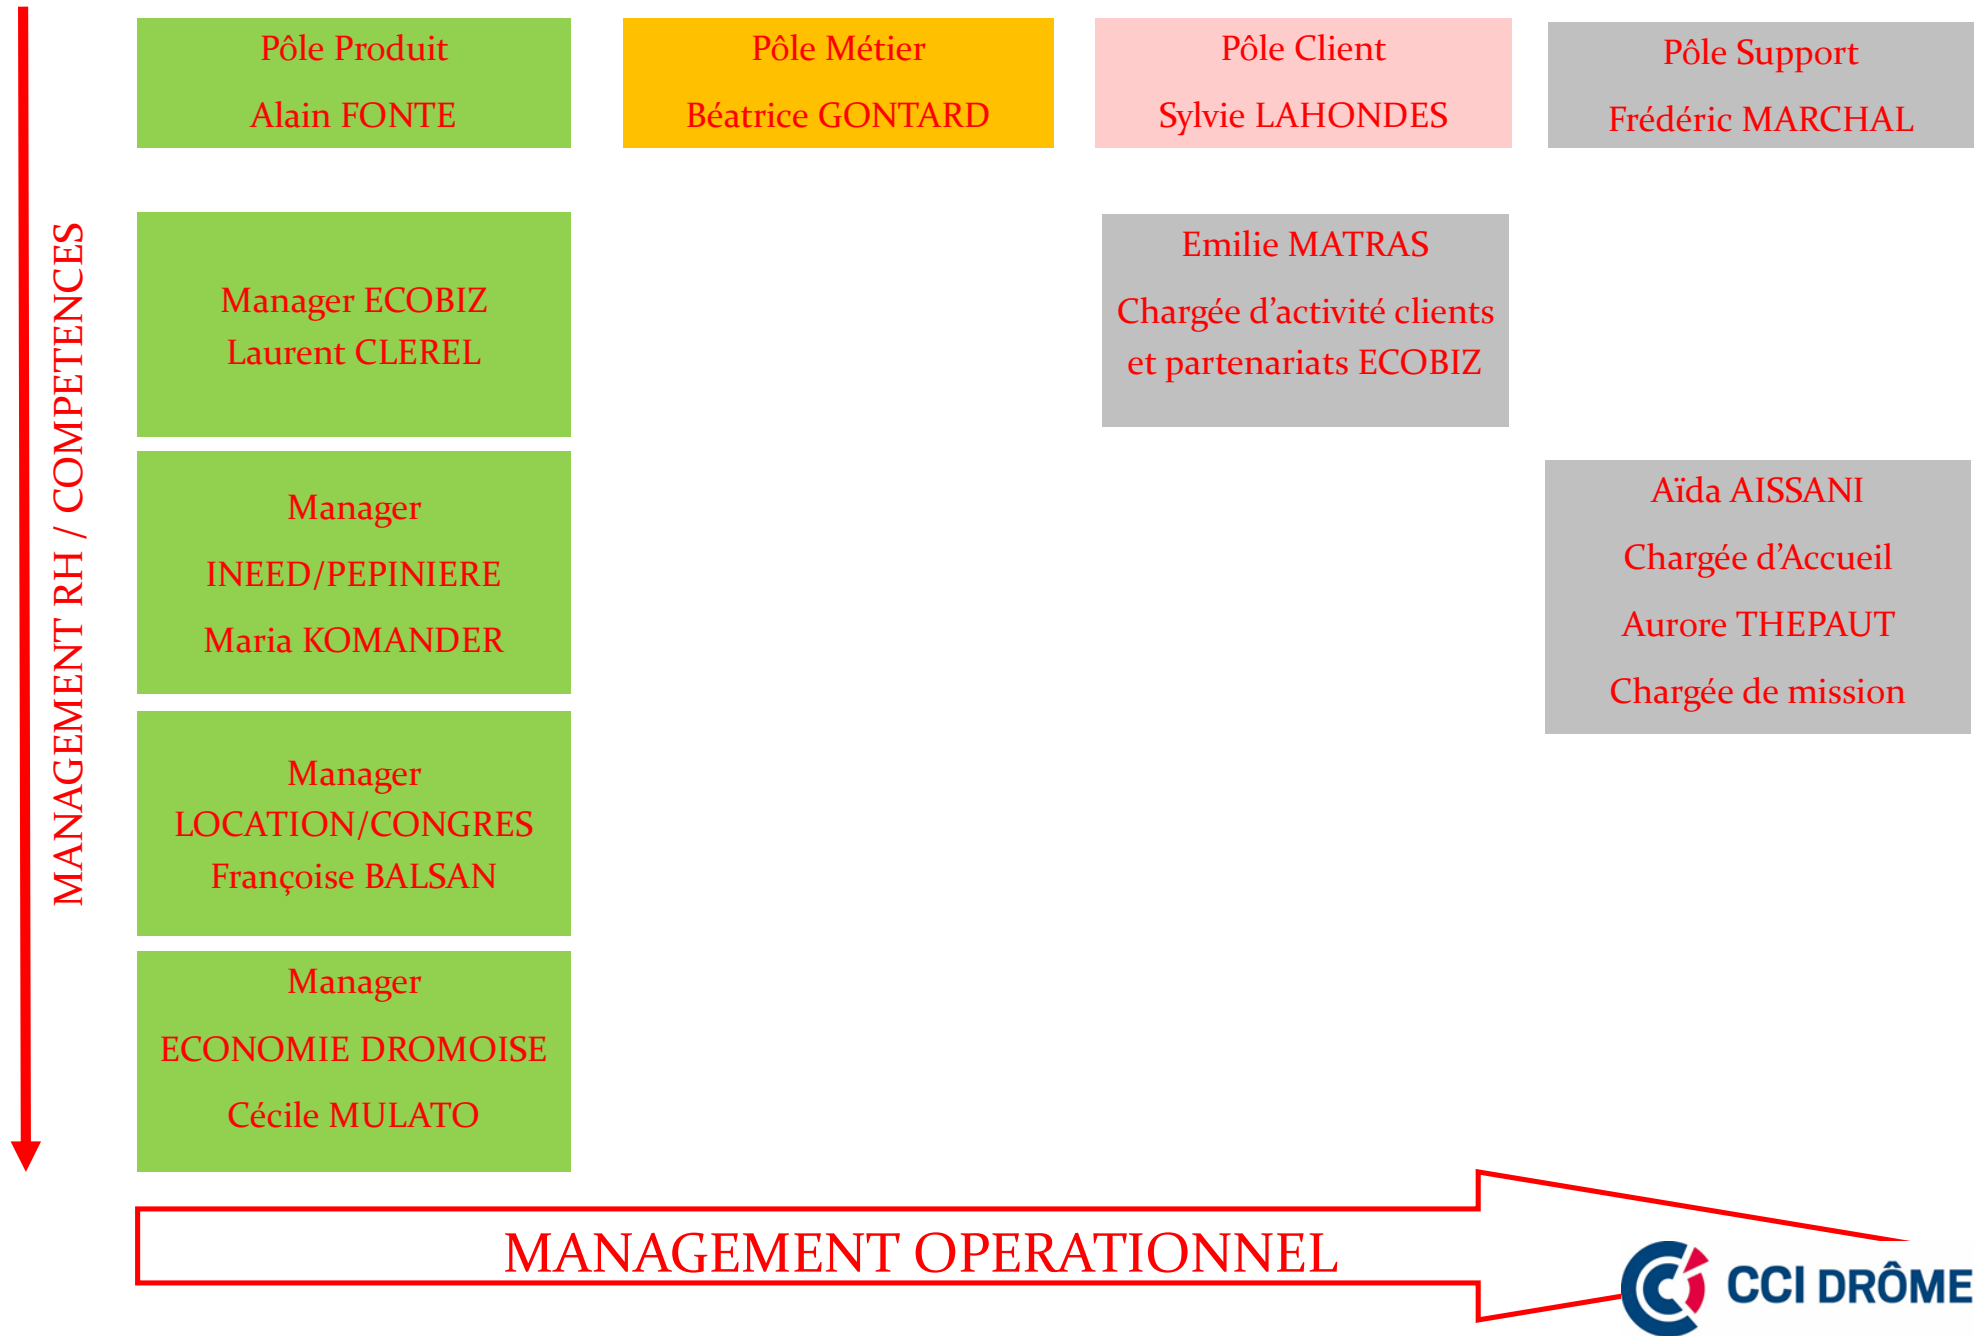 Pôle Produit
Alain FONTE
Pôle Métier
Béatrice GONTARD
Pôle Client
Sylvie LAHONDES
Pôle Support
Frédéric MARCHAL
MANAGEMENT RH / COMPETENCES
Manager ECOBIZ
Laurent CLEREL
Emilie MATRAS
Chargée d’activité clients
et partenariats ECOBIZ
Manager
INEED/PEPINIERE
Maria KOMANDER
Aïda AISSANI
Chargée d’Accueil
Aurore THEPAUT
Chargée de mission
Manager
LOCATION/CONGRES
Françoise BALSAN
Manager
ECONOMIE DROMOISE
Cécile MULATO
MANAGEMENT OPERATIONNEL
CCI DRÔME